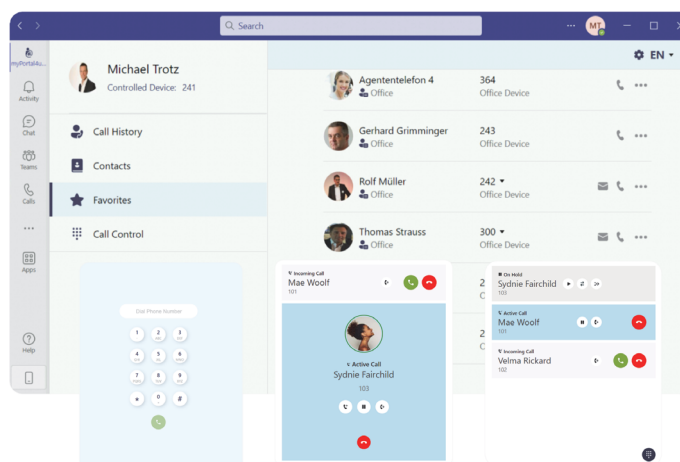 Search
MT
myPortal4u...
Activity
Chat
Teams
Calls
Apps
Help
Michael Trotz
Controlled Device: 241
Call History
Contacts
Favorites
Call Control
EN
Agententelefon 4
Office
364
Office Device
Gerhard Grimminger
Office
243
Office Device
Rolf Müller
Office
242
Office Device
Thomas Strauss
Office
300
Office Device
2
2
Dial Phone Number
1
2
3
4
5
6
7
8
9
*
0
#
Incoming Call
Mae Woolf
101
Active Call
Sydnie Fairchild
103
On Hold
Sydnie Fairchild
103
Active Call
Mae Woolf
101
Incoming Call
Velma Rickard
102